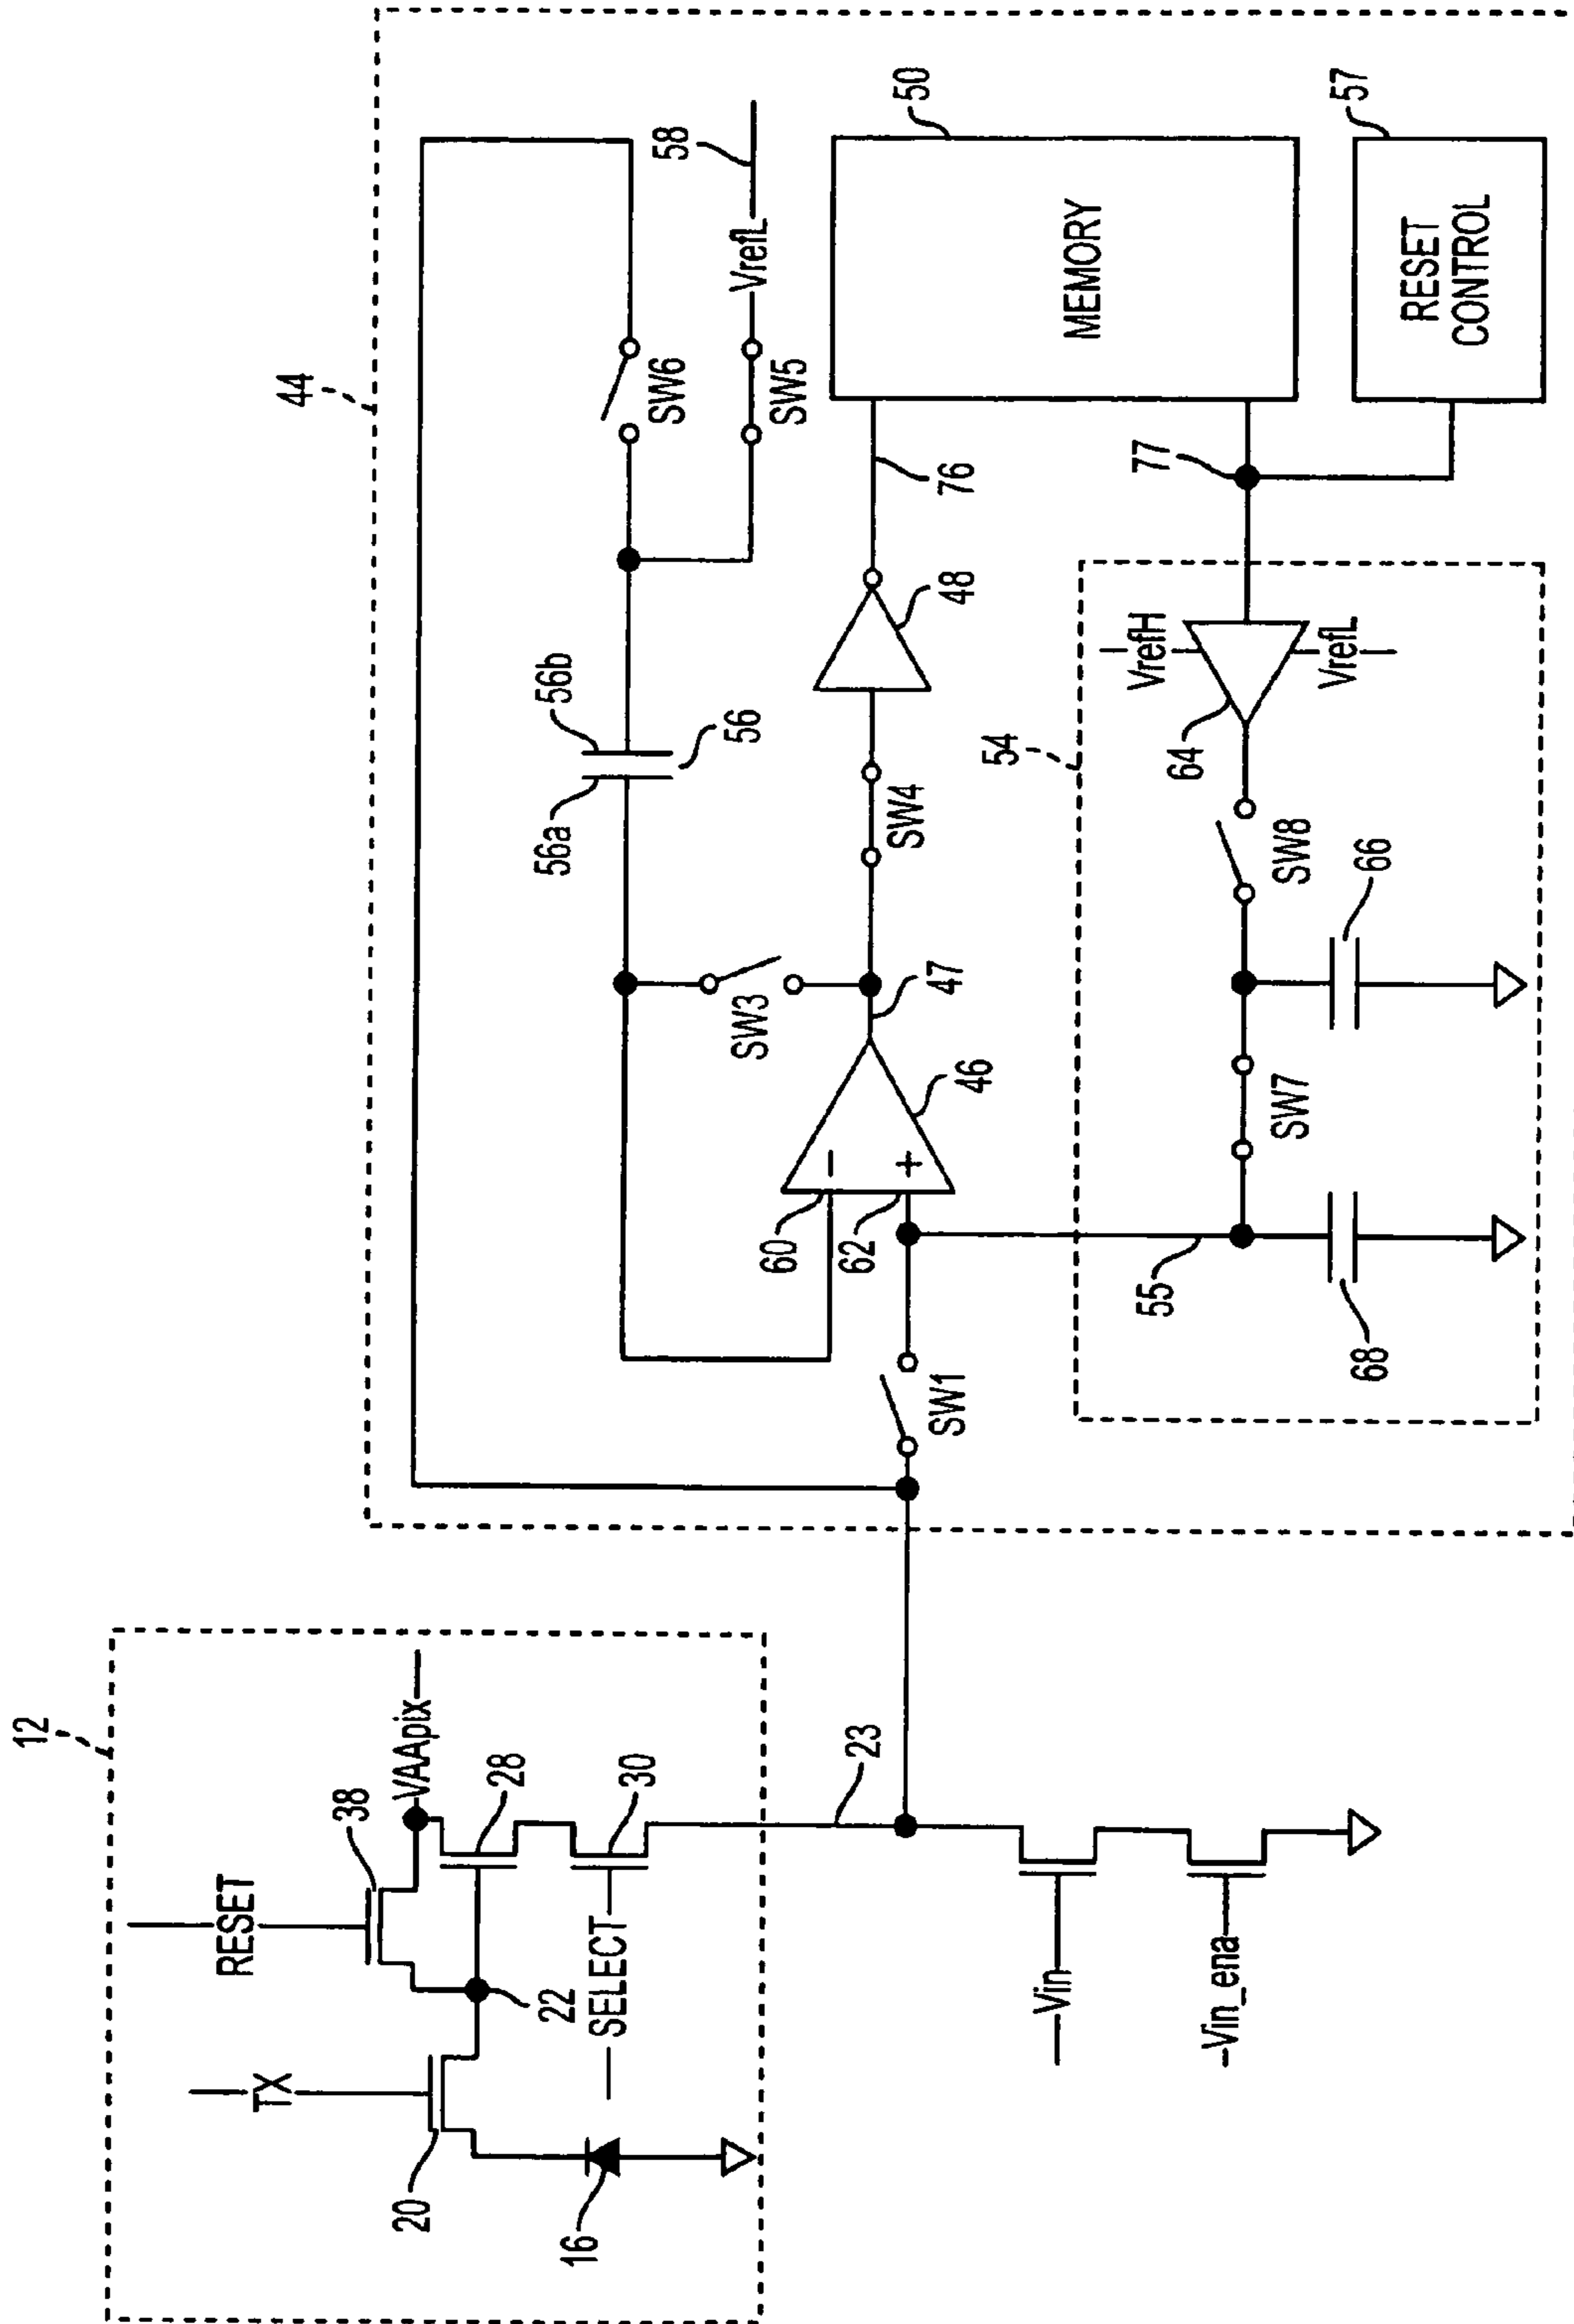 12
RESET
38
VAApix
TX
20
22
28
SELECT
30
16
23
Vin
Vin_ena
44
56a
56b
56
SW6
58
VrefL
SW5
SW3
60
62
46
47
SW4
48
76
MEMORY
50
SW1
55
54
77
RESET
CONTROL
57
VrefH
VrefL
64
SW8
66
SW7
68